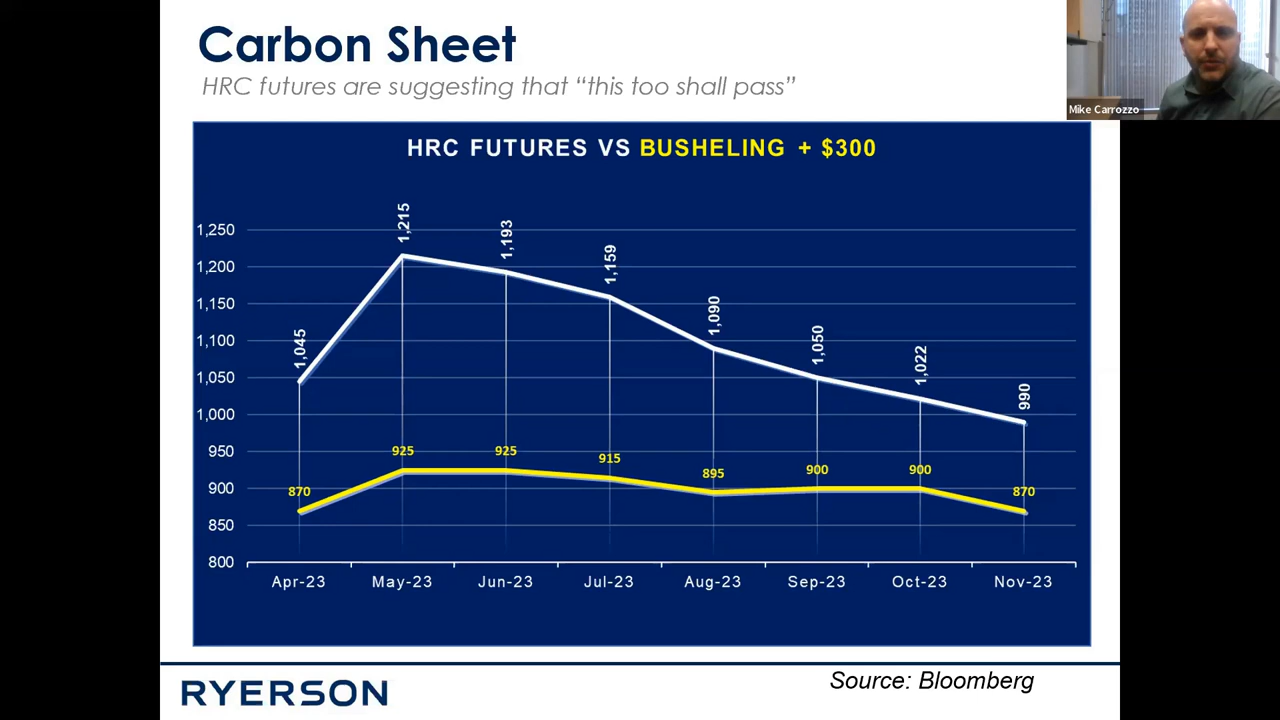 Carbon Sheet
HRC futures are suggesting that “this too shall pass”
Mike Carrozzo
HRC FUTURES VS BUSHELING + $300
1,250
1,200
1,150
1,100
1,050
1,000
950
900
850
800
1,045
1,215
1,193
1,159
1,090
1,050
1,022
990
870
925
925
915
895
900
900
870
Apr-23
May-23
Jun-23
Jul-23
Aug-23
Sep-23
Oct-23
Nov-23
RYERSON
Source: Bloomberg